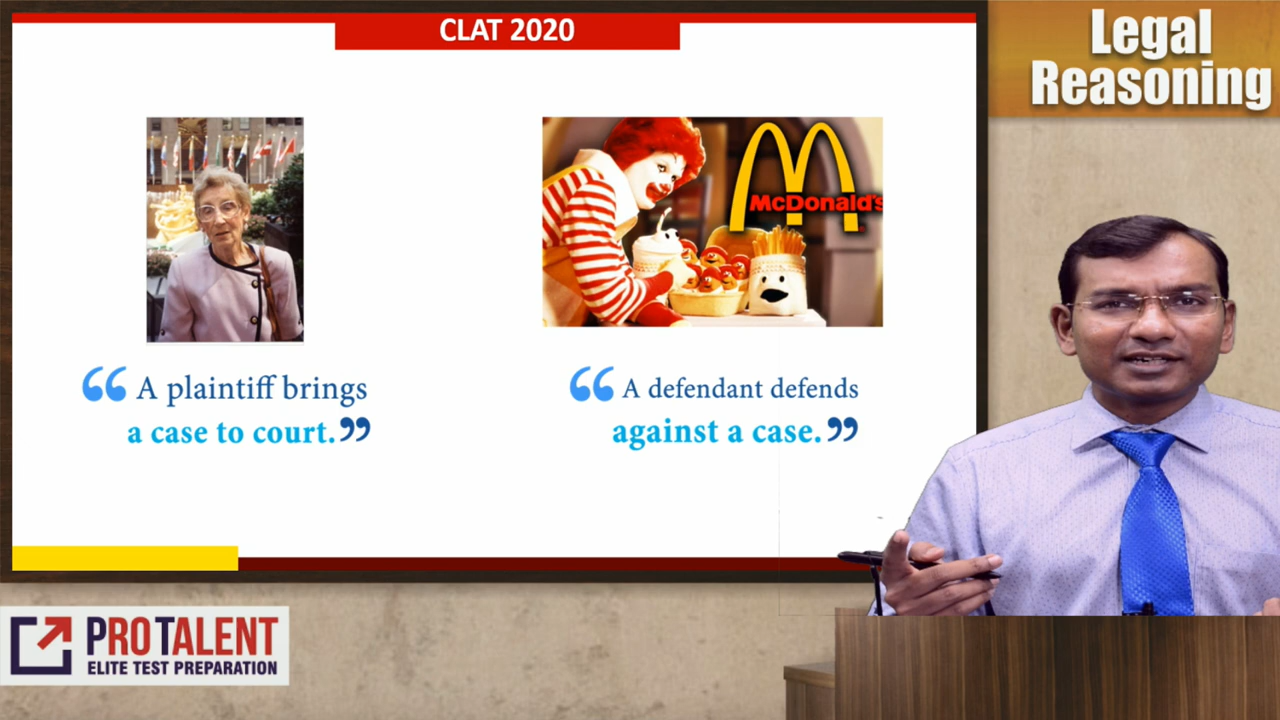 CLAT 2020
Legal
Reasoning
McDonald's
“ A plaintiff brings
a case to court.”
“ A defendant defends
against a case.”
PROTALENT
ELITE TEST PREPARATION